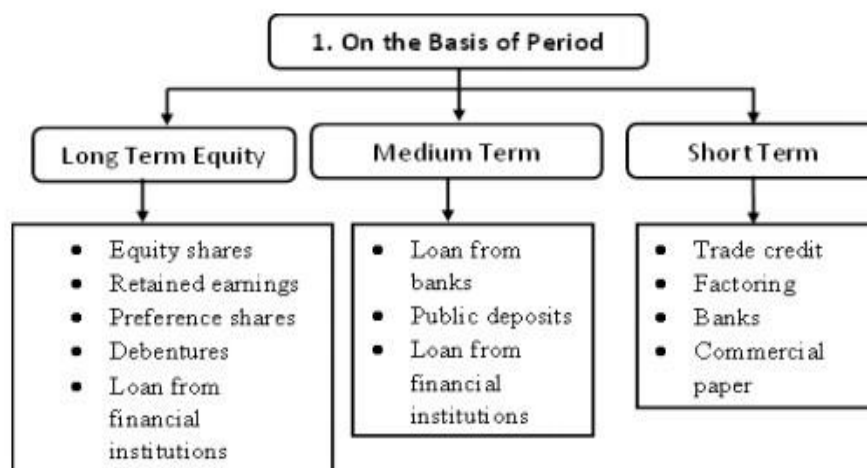 1. On the Basis of Period
Long Term Equity
Medium Term
Short Term
• Equity shares
• Retained earnings
• Preference shares
• Debentures
• Loan from
financial
institutions
• Loan from
banks
• Public deposits
• Loan from
financial
institutions
• Trade credit
• Factoring
• Banks
• Commercial
paper